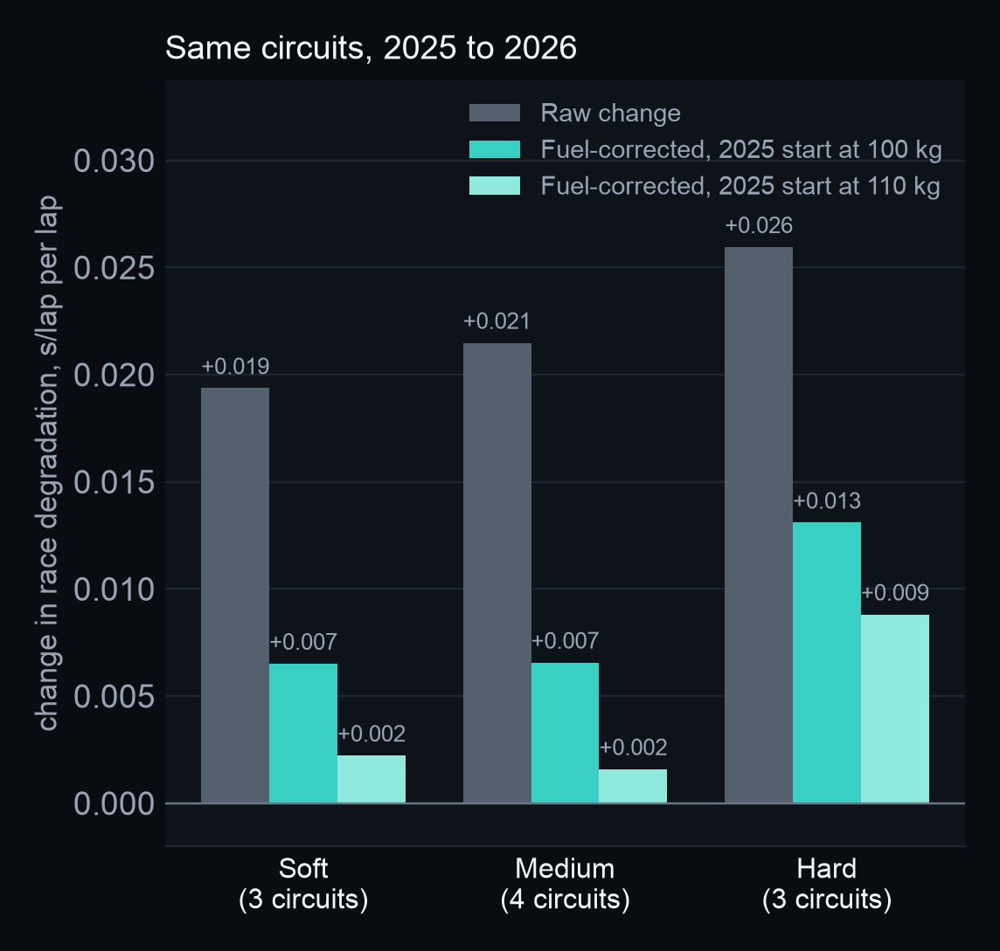 Same circuits, 2025 to 2026
Raw change
Fuel-corrected, 2025 start at 100 kg
Fuel-corrected, 2025 start at 110 kg
change in race degradation, s/lap per lap
0.030
0.025
0.020
0.015
0.010
0.005
0.000
+0.019
+0.007
+0.002
+0.021
+0.007
+0.002
+0.026
+0.013
+0.009
Soft
(3 circuits)
Medium
(4 circuits)
Hard
(3 circuits)